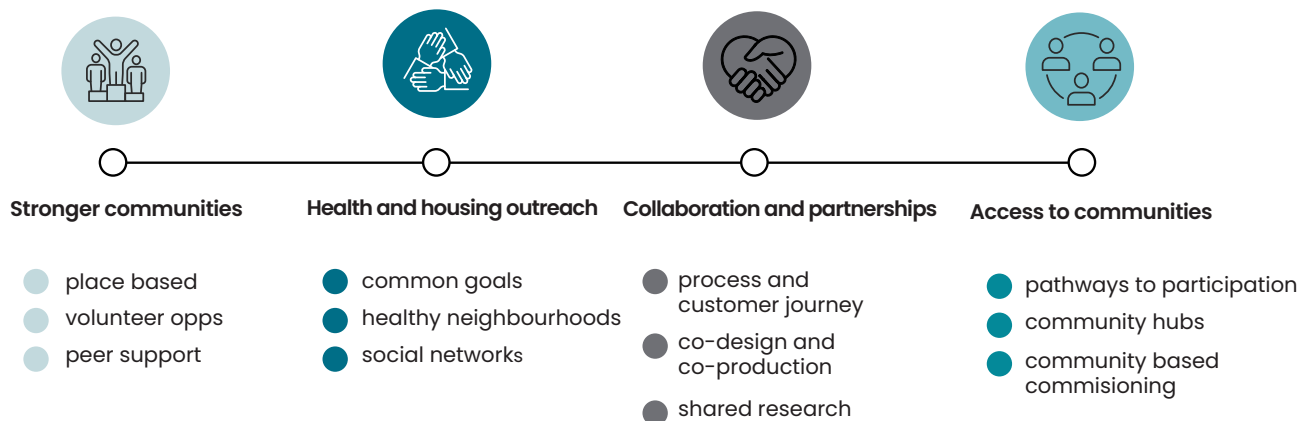 Stronger communities
place based
volunteer opps
peer support
Health and housing outreach
common goals
healthy neighbourhoods
social networks
Collaboration and partnerships
process and
customer journey
co-design and
co-production
shared research
Access to communities
pathways to participation
community hubs
community based
commisioning